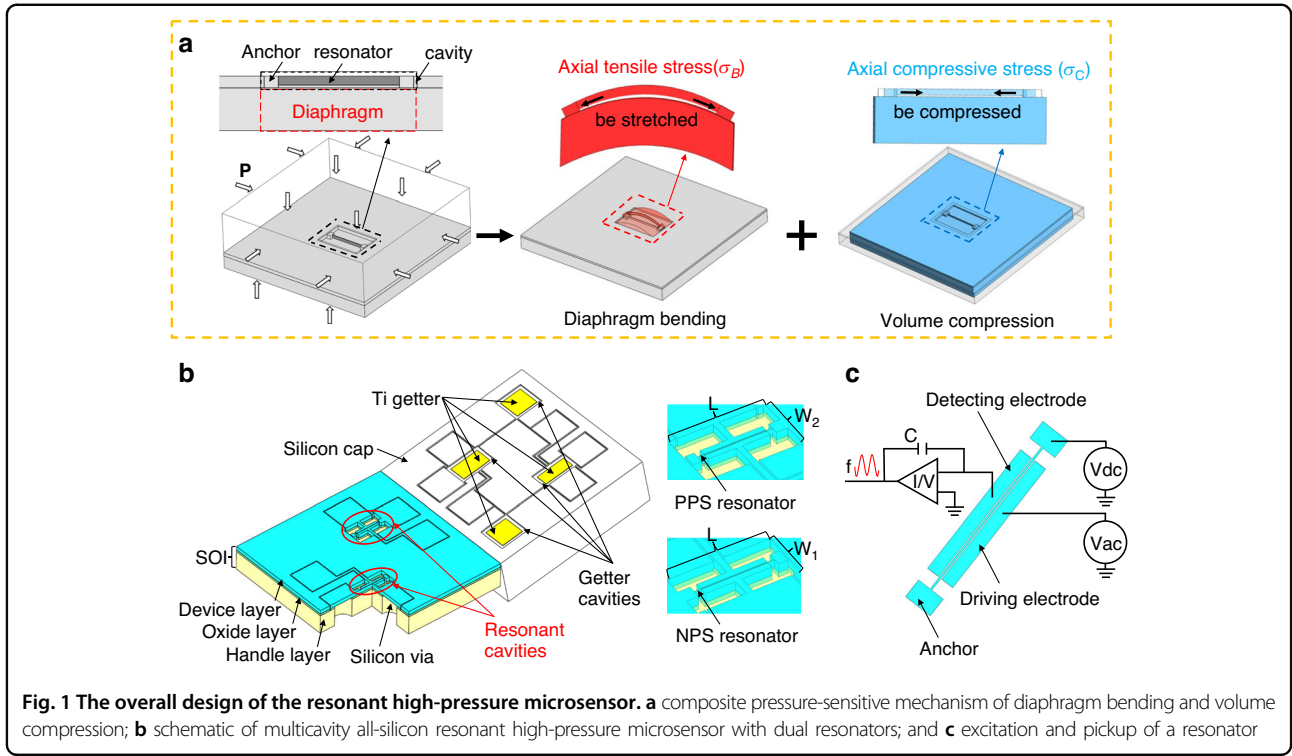 a
Anchor resonator cavity
Diaphragm
P
Axial tensile stress(σB)
be stretched
Diaphragm bending
+
Axial compressive stress (σC)
be compressed
Volume compression
b
Ti getter
Silicon cap
SOI
Device layer
Oxide layer
Handle layer
Silicon via
Resonant
cavities
Getter
cavities
L
W2
PPS resonator
L
W1
NPS resonator
c
Detecting electrode
C
f
I/V
Vdc
Vac
Driving electrode
Anchor
Fig. 1 The overall design of the resonant high-pressure microsensor. a composite pressure-sensitive mechanism of diaphragm bending and volume
compression; b schematic of multicavity all-silicon resonant high-pressure microsensor with dual resonators; and c excitation and pickup of a resonator